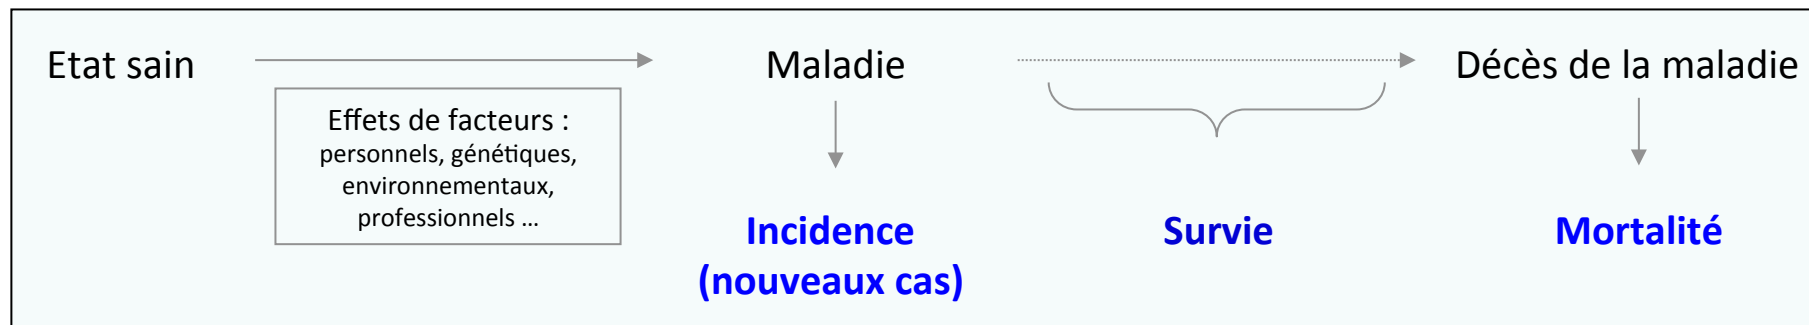 Etat sain
Maladie
Décès de la maladie
Effets de facteurs :
personnels, génétiques,
environnementaux,
professionnels ...
Incidence
(nouveaux cas)
Survie
Mortalité